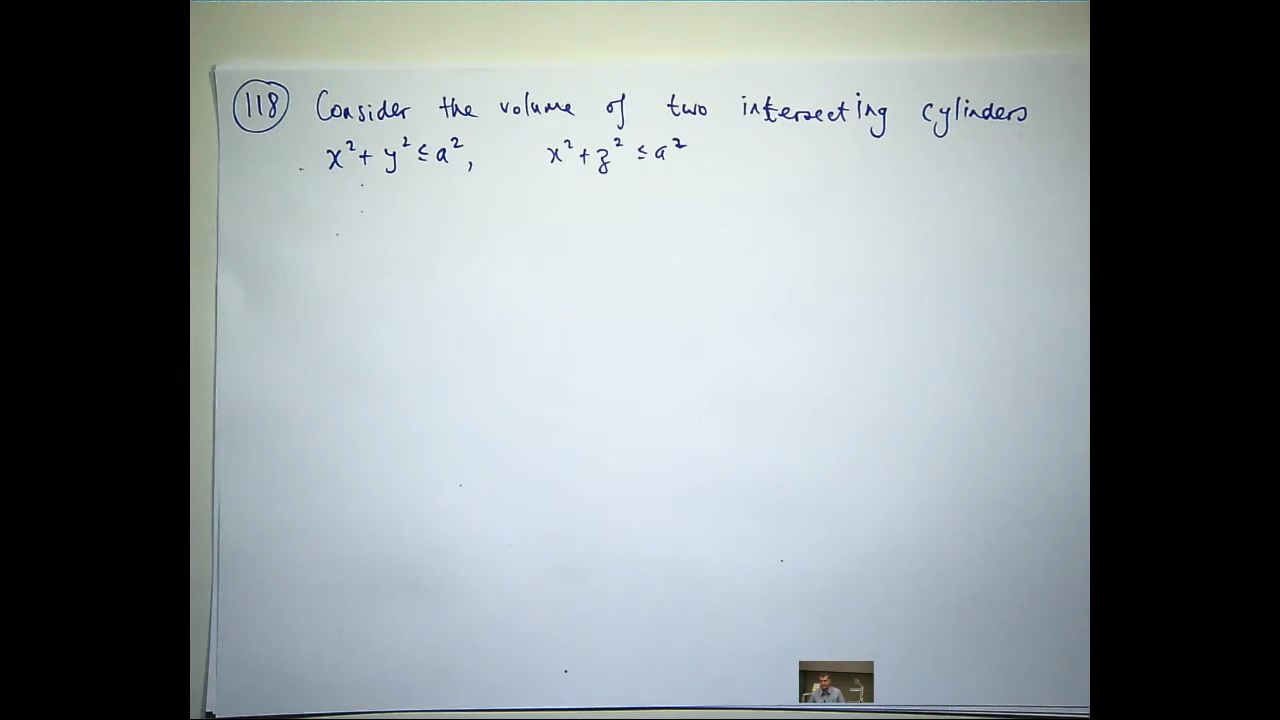 118 Consider the volume of two intersecting cylinders
x² + y² ≤ a², x² + z² ≤ a²